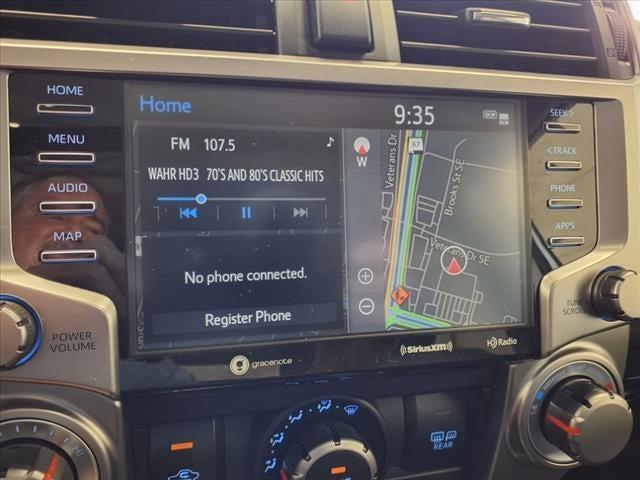 HOME
MENU
AUDIO
MAP
POWER
VOLUME
Home
9:35
DCM
FM 107.5
WAHR HD3 70'S AND 80'S CLASSIC HITS
No phone connected.
Register Phone
W
67
Veterans Dr
Brooks St SE
Veterans Dr SE
SEEK >
< TRACK
PHONE
APPS
TUNE
SCROLL
gracenote
SiriusXM
HD Radio
REAR